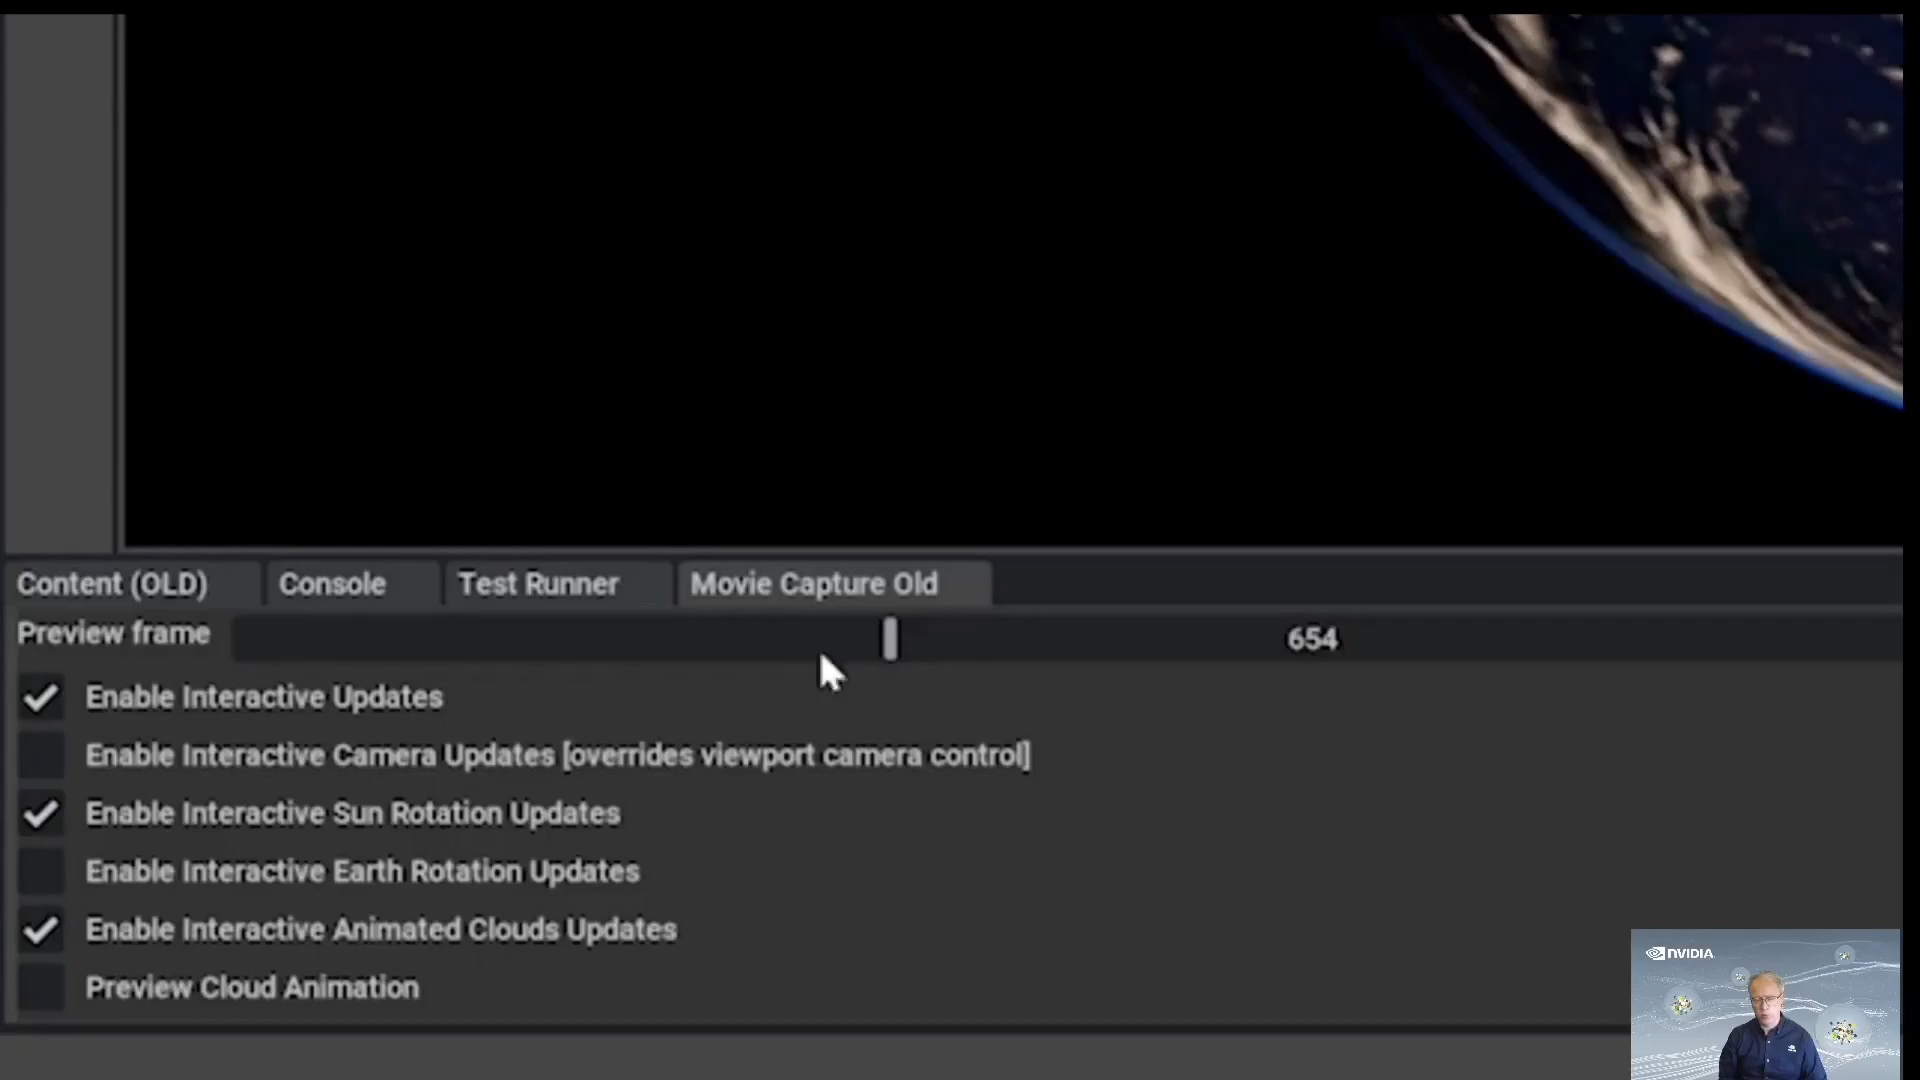 Content (OLD)
Console
Test Runner
Movie Capture Old
Preview frame
654
Enable Interactive Updates
Enable Interactive Camera Updates [overrides viewport camera control]
Enable Interactive Sun Rotation Updates
Enable Interactive Earth Rotation Updates
Enable Interactive Animated Clouds Updates
Preview Cloud Animation
NVIDIA